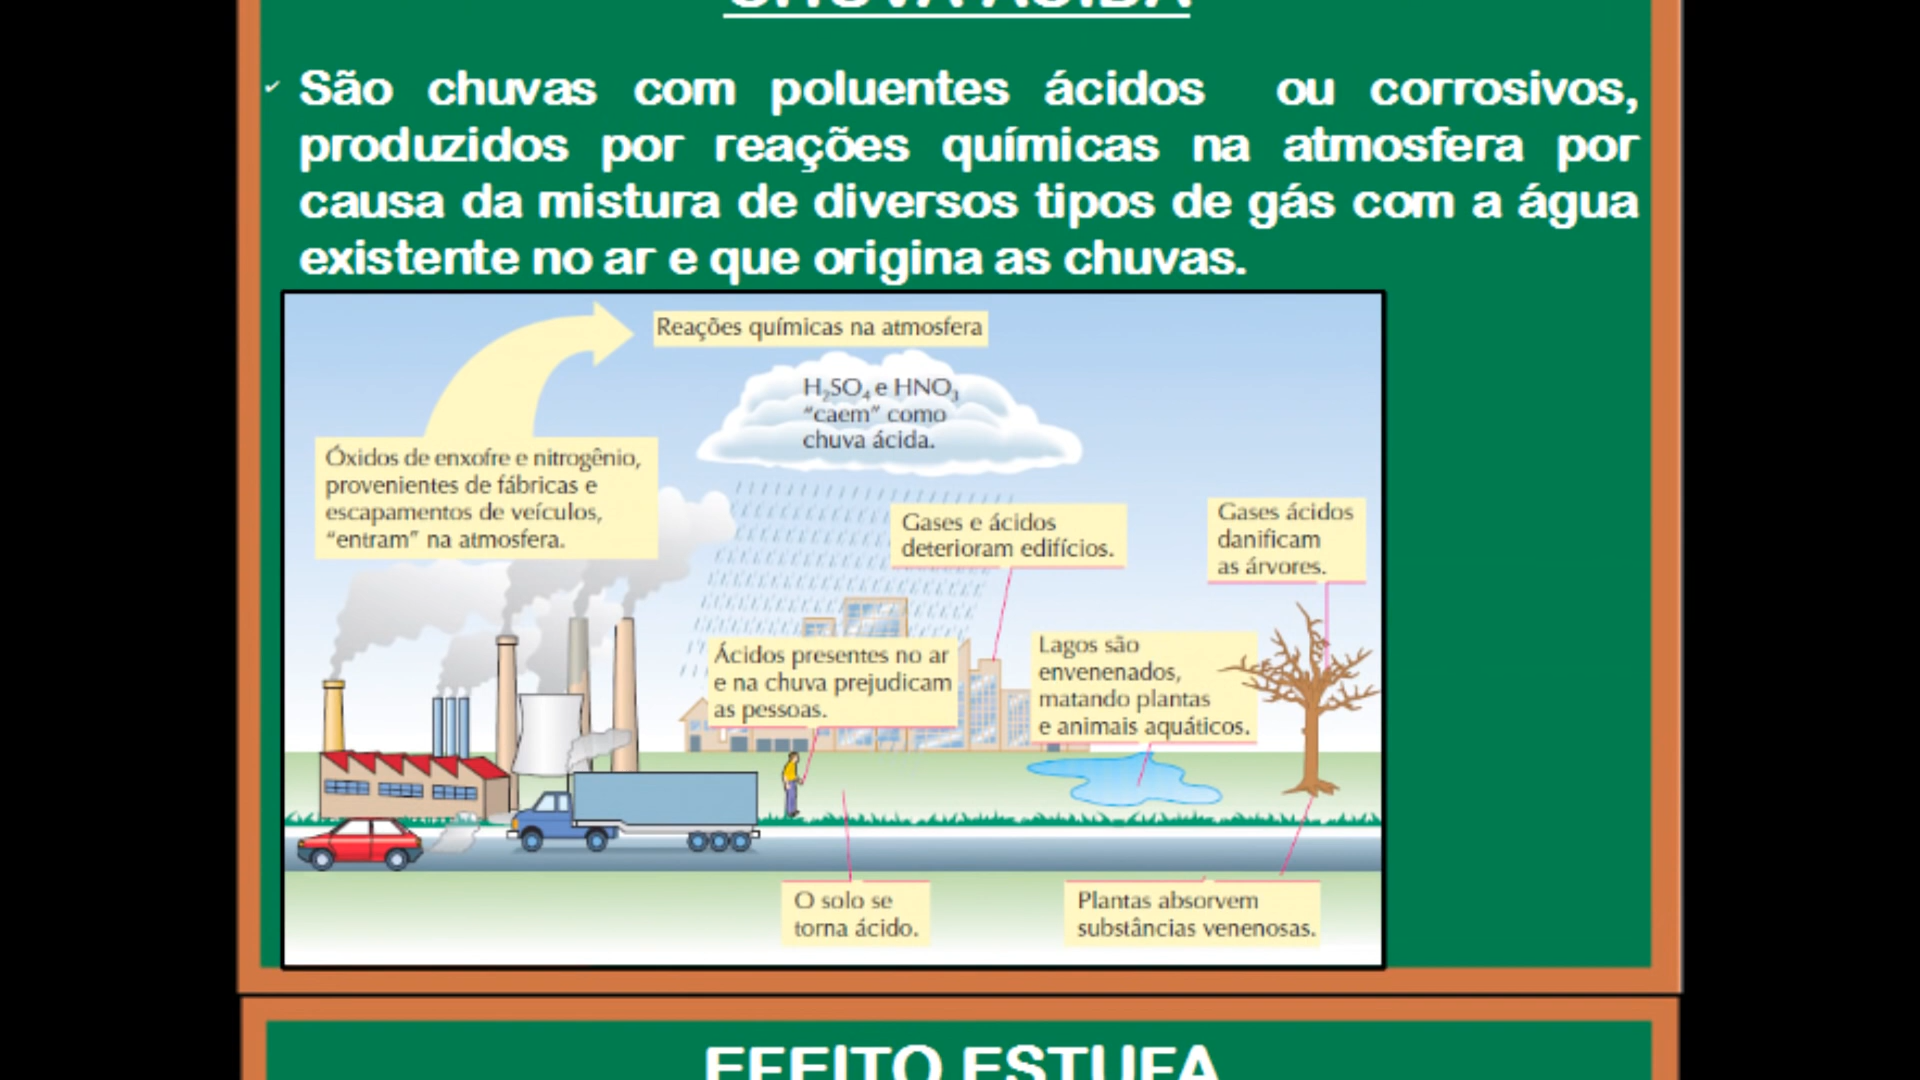 CHUVA ÁCIDA
✓ São chuvas com poluentes ácidos ou corrosivos,
produzidos por reações químicas na atmosfera por
causa da mistura de diversos tipos de gás com a água
existente no ar e que origina as chuvas.
Reações químicas na atmosfera
H₂SO₄ e HNO₃
“caem” como
chuva ácida.
Óxidos de enxofre e nitrogênio,
provenientes de fábricas e
escapamentos de veículos,
“entram” na atmosfera.
Gases e ácidos
deterioram edifícios.
Gases ácidos
danificam
as árvores.
Ácidos presentes no ar
e na chuva prejudicam
as pessoas.
Lagos são
envenenados,
matando plantas
e animais aquáticos.
O solo se
torna ácido.
Plantas absorvem
substâncias venenosas.
EFEITO ESTUFA